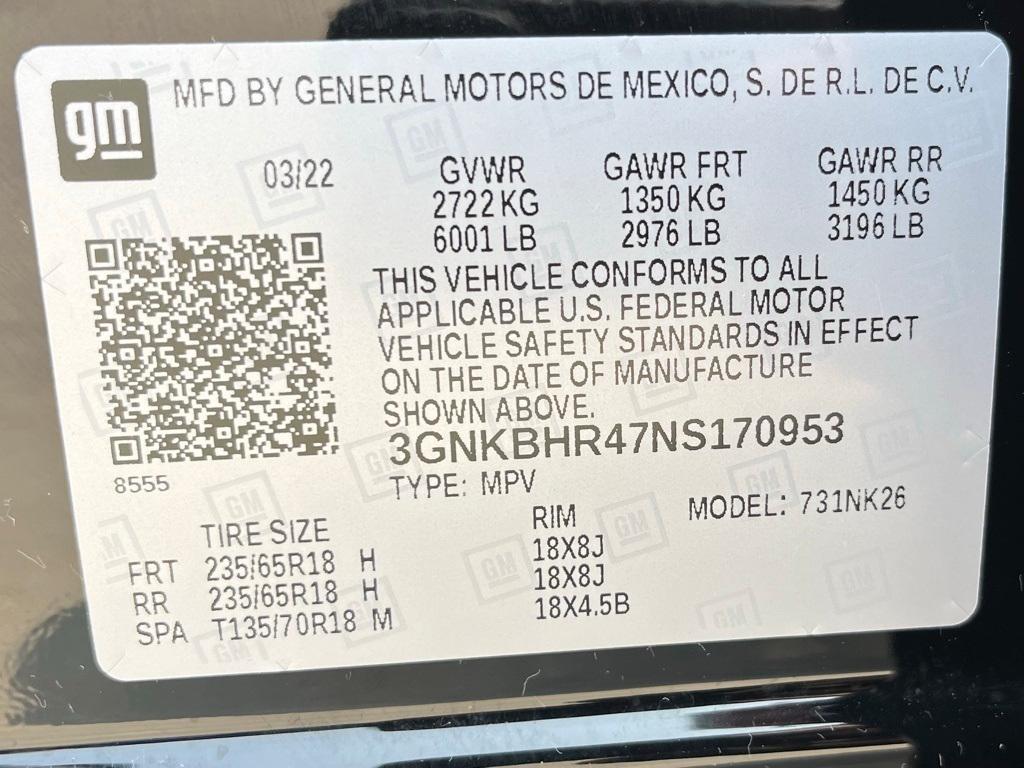 gm
MFD BY GENERAL MOTORS DE MEXICO, S. DE R.L. DE C.V.
03/22 GVWR GAWR FRT GAWR RR
2722 KG 1350 KG 1450 KG
6001 LB 2976 LB 3196 LB
THIS VEHICLE CONFORMS TO ALL
APPLICABLE U.S. FEDERAL MOTOR
VEHICLE SAFETY STANDARDS IN EFFECT
ON THE DATE OF MANUFACTURE
SHOWN ABOVE.
3GNKBHR47NS170953
8555 TYPE: MPV MODEL: 731NK26
TIRE SIZE RIM
FRT 235/65R18 H 18X8J
RR 235/65R18 H 18X8J
SPA T135/70R18 M 18X4.5B